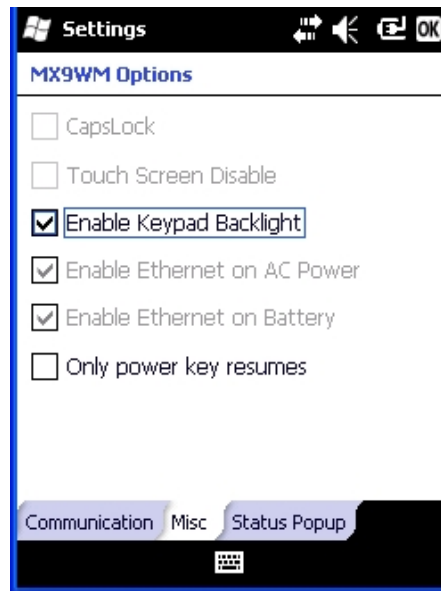 Settings OK
MX9WM Options
CapsLock
Touch Screen Disable
Enable Keypad Backlight
Enable Ethernet on AC Power
Enable Ethernet on Battery
Only power key resumes
Communication Misc Status Popup